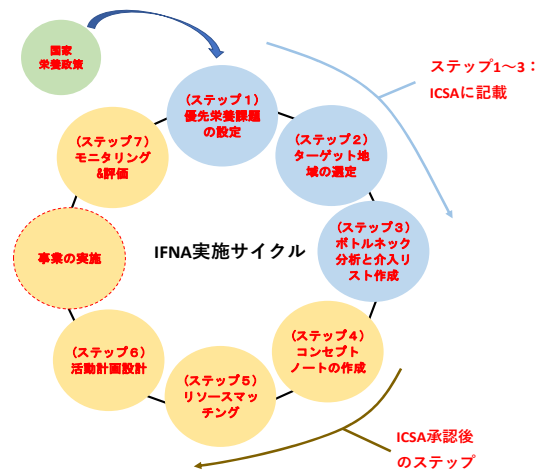 国家
栄養政策
ステップ1～3：
ICSAに記載
（ステップ１）
優先栄養課題
の設定
（ステップ２）
ターゲット地
域の選定
（ステップ３）
ボトルネック
分析と介入リ
スト作成
（ステップ４）
コンセプト
ノートの作成
（ステップ５）
リソースマッ
チング
（ステップ６）
活動計画設計
事業の実施
（ステップ７）
モニタリング
&評価
IFNA実施サイクル
ICSA承認後
のステップ